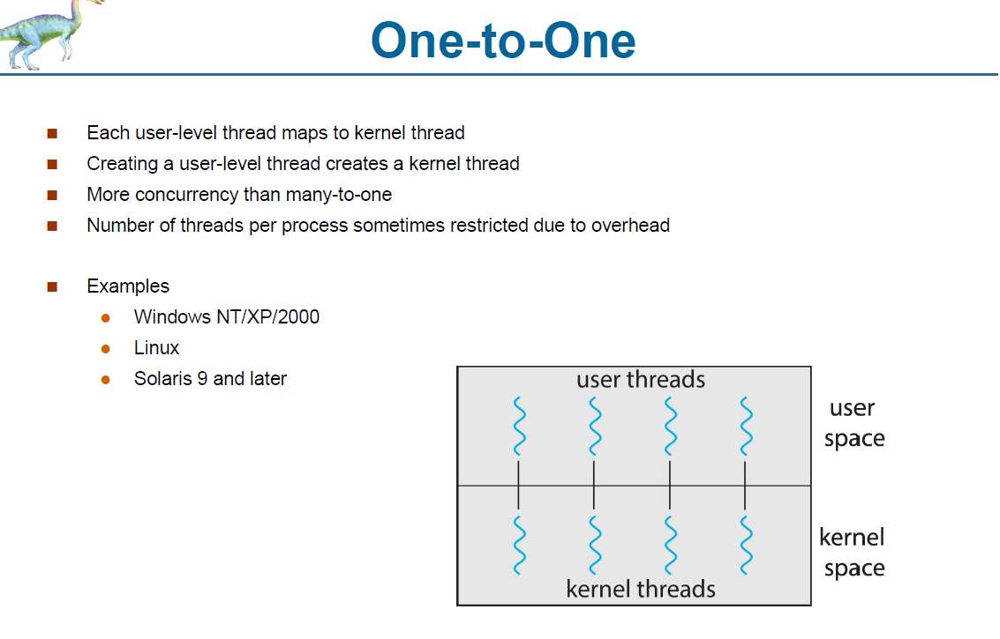 One-to-One
Each user-level thread maps to kernel thread
Creating a user-level thread creates a kernel thread
More concurrency than many-to-one
Number of threads per process sometimes restricted due to overhead
Examples
Windows NT/XP/2000
Linux
Solaris 9 and later
user threads
user
space
kernel
space
kernel threads